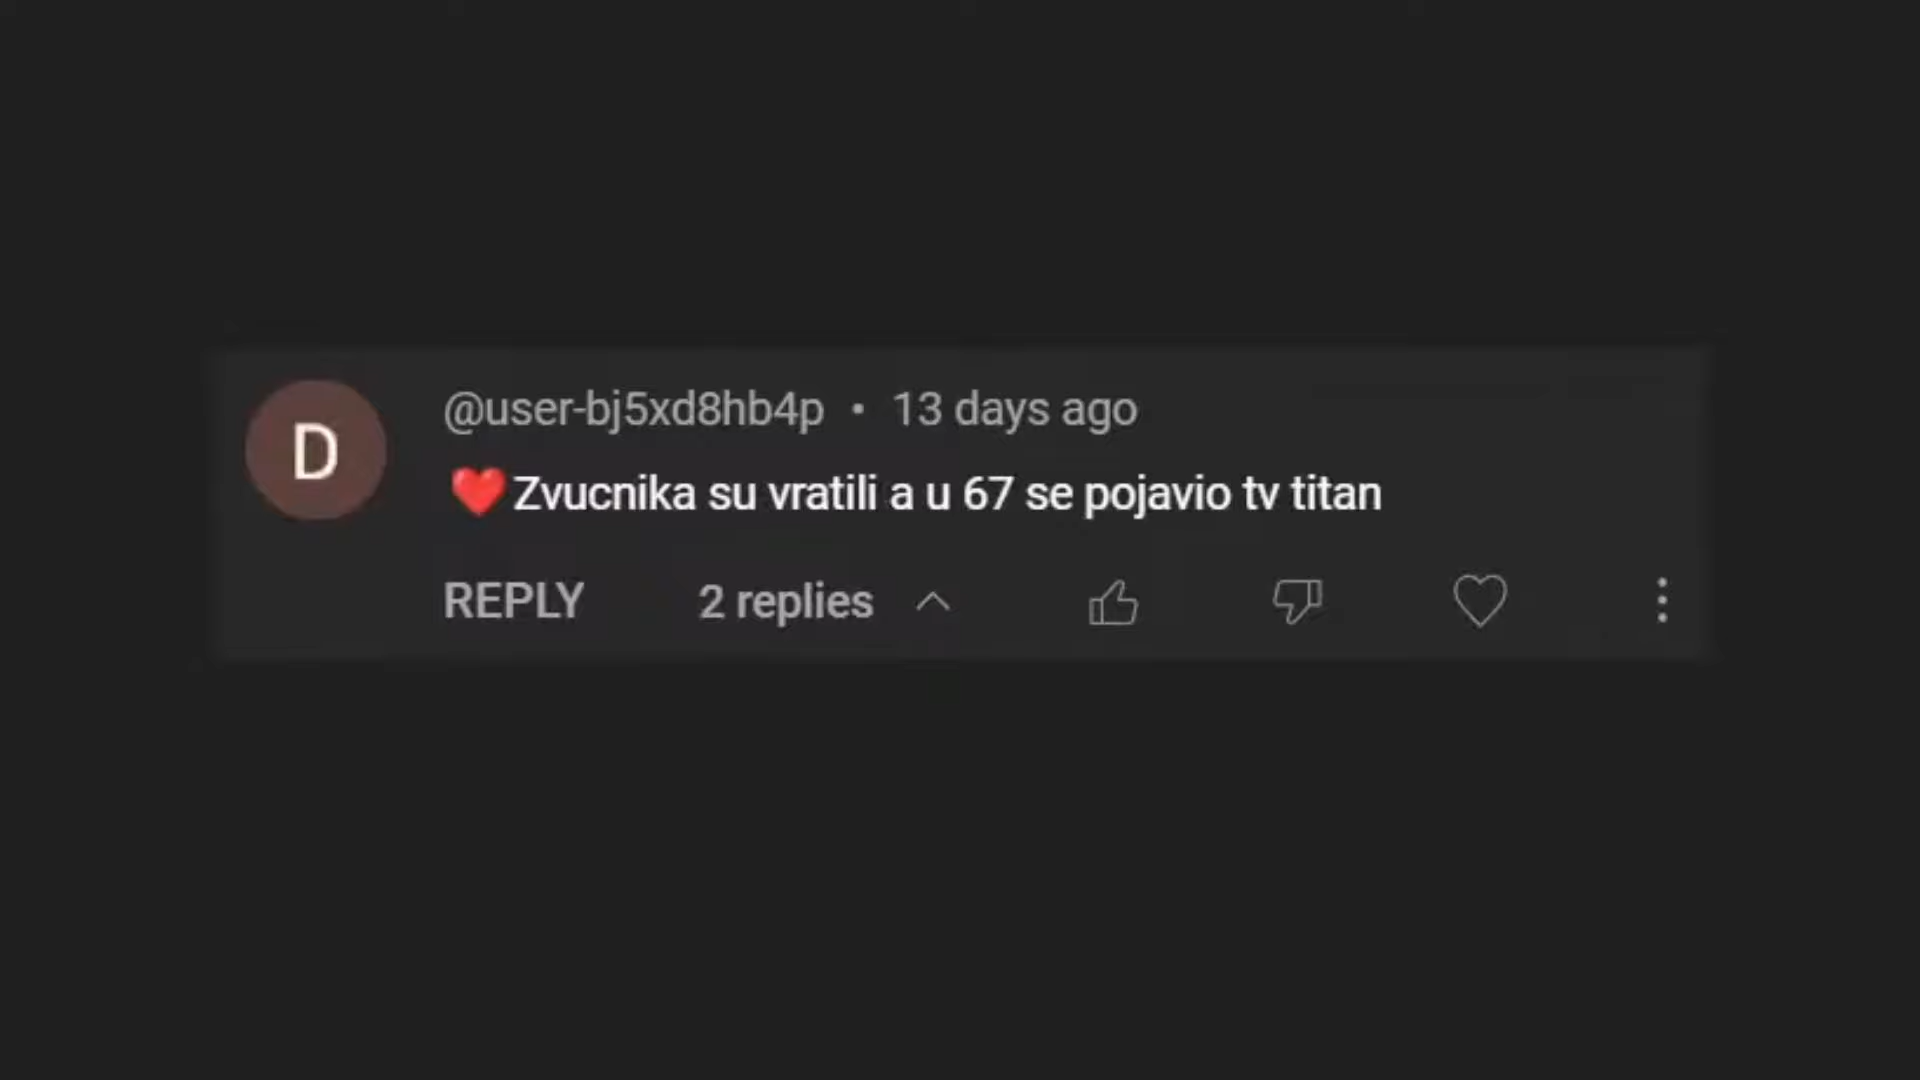 D
@user-bj5xd8hb4p • 13 days ago
❤️Zvucnika su vratili a u 67 se pojavio tv titan
REPLY 2 replies